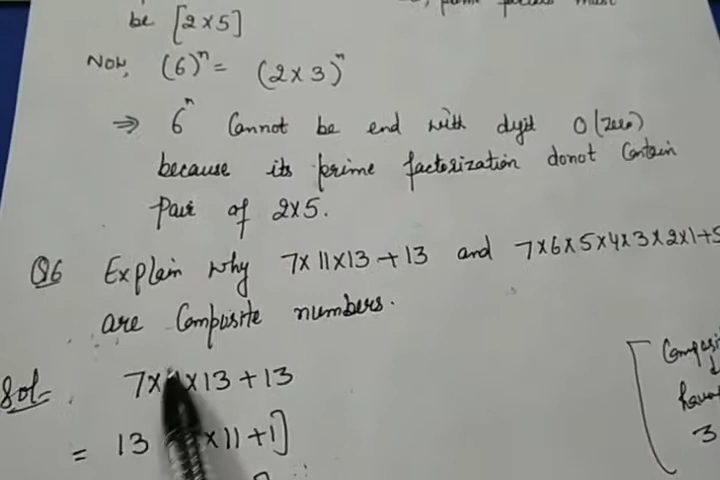 be [2×5]
Now, (6)ⁿ = (2×3)ⁿ
⇒ 6ⁿ Cannot be end with dyit 0 (zero)
because its prime factorization donot Contain
Pair of 2×5.
Q6 Explain why 7×11×13+13 and 7×6×5×4×3×2×1+5
are Composite numbers.
Sol- 7× ×13+13
= 13 ×11+1]
3